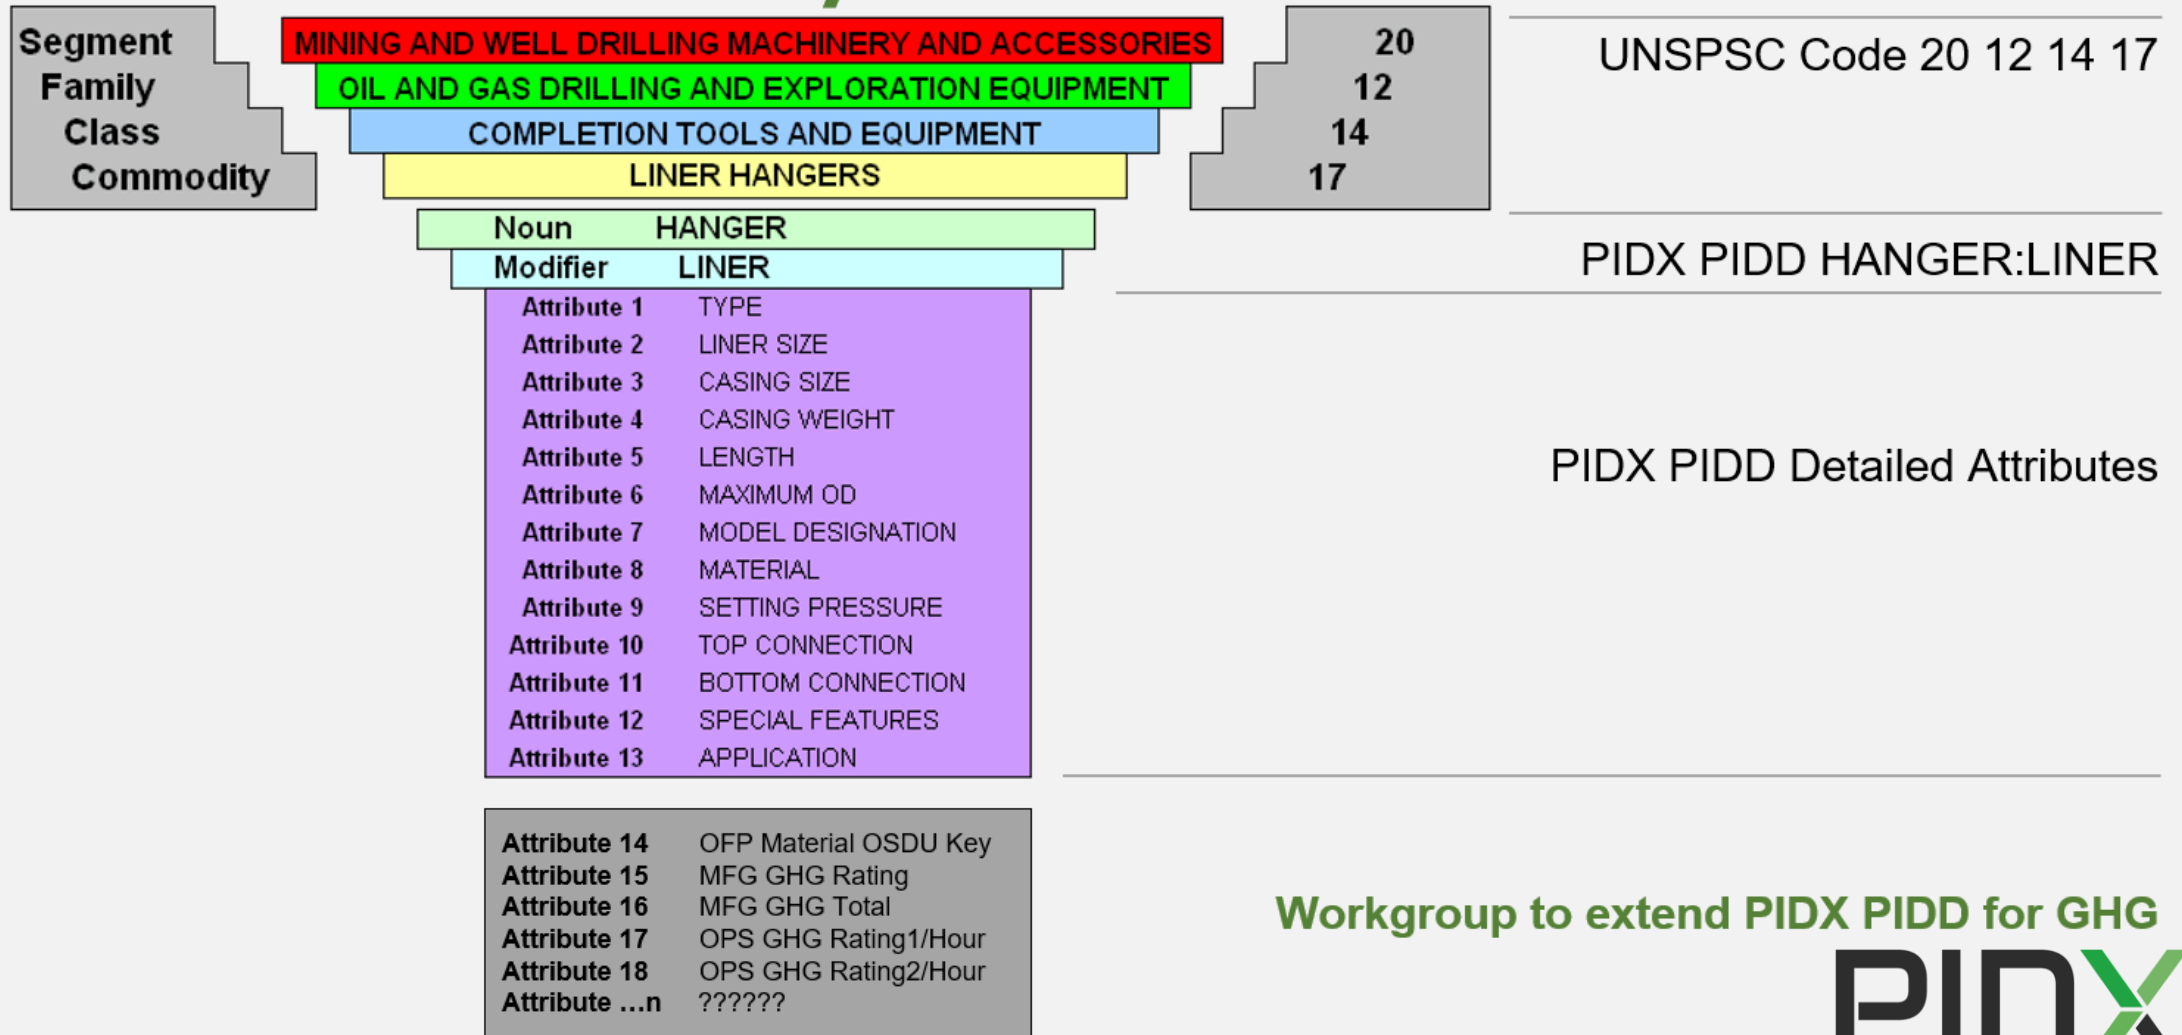 Segment MINING AND WELL DRILLING MACHINERY AND ACCESSORIES 20
UNSPSC Code 20 12 14 17
Family OIL AND GAS DRILLING AND EXPLORATION EQUIPMENT 12
Class COMPLETION TOOLS AND EQUIPMENT 14
Commodity LINER HANGERS 17
Noun HANGER
PIDX PIDD HANGER:LINER
Modifier LINER
Attribute 1 TYPE
Attribute 2 LINER SIZE
Attribute 3 CASING SIZE
Attribute 4 CASING WEIGHT
Attribute 5 LENGTH
PIDX PIDD Detailed Attributes
Attribute 6 MAXIMUM OD
Attribute 7 MODEL DESIGNATION
Attribute 8 MATERIAL
Attribute 9 SETTING PRESSURE
Attribute 10 TOP CONNECTION
Attribute 11 BOTTOM CONNECTION
Attribute 12 SPECIAL FEATURES
Attribute 13 APPLICATION
Attribute 14 OFP Material OSDU Key
Attribute 15 MFG GHG Rating
Attribute 16 MFG GHG Total
Workgroup to extend PIDX PIDD for GHG
Attribute 17 OPS GHG Rating1/Hour
Attribute 18 OPS GHG Rating2/Hour
Attribute ...n ??????
PIDX